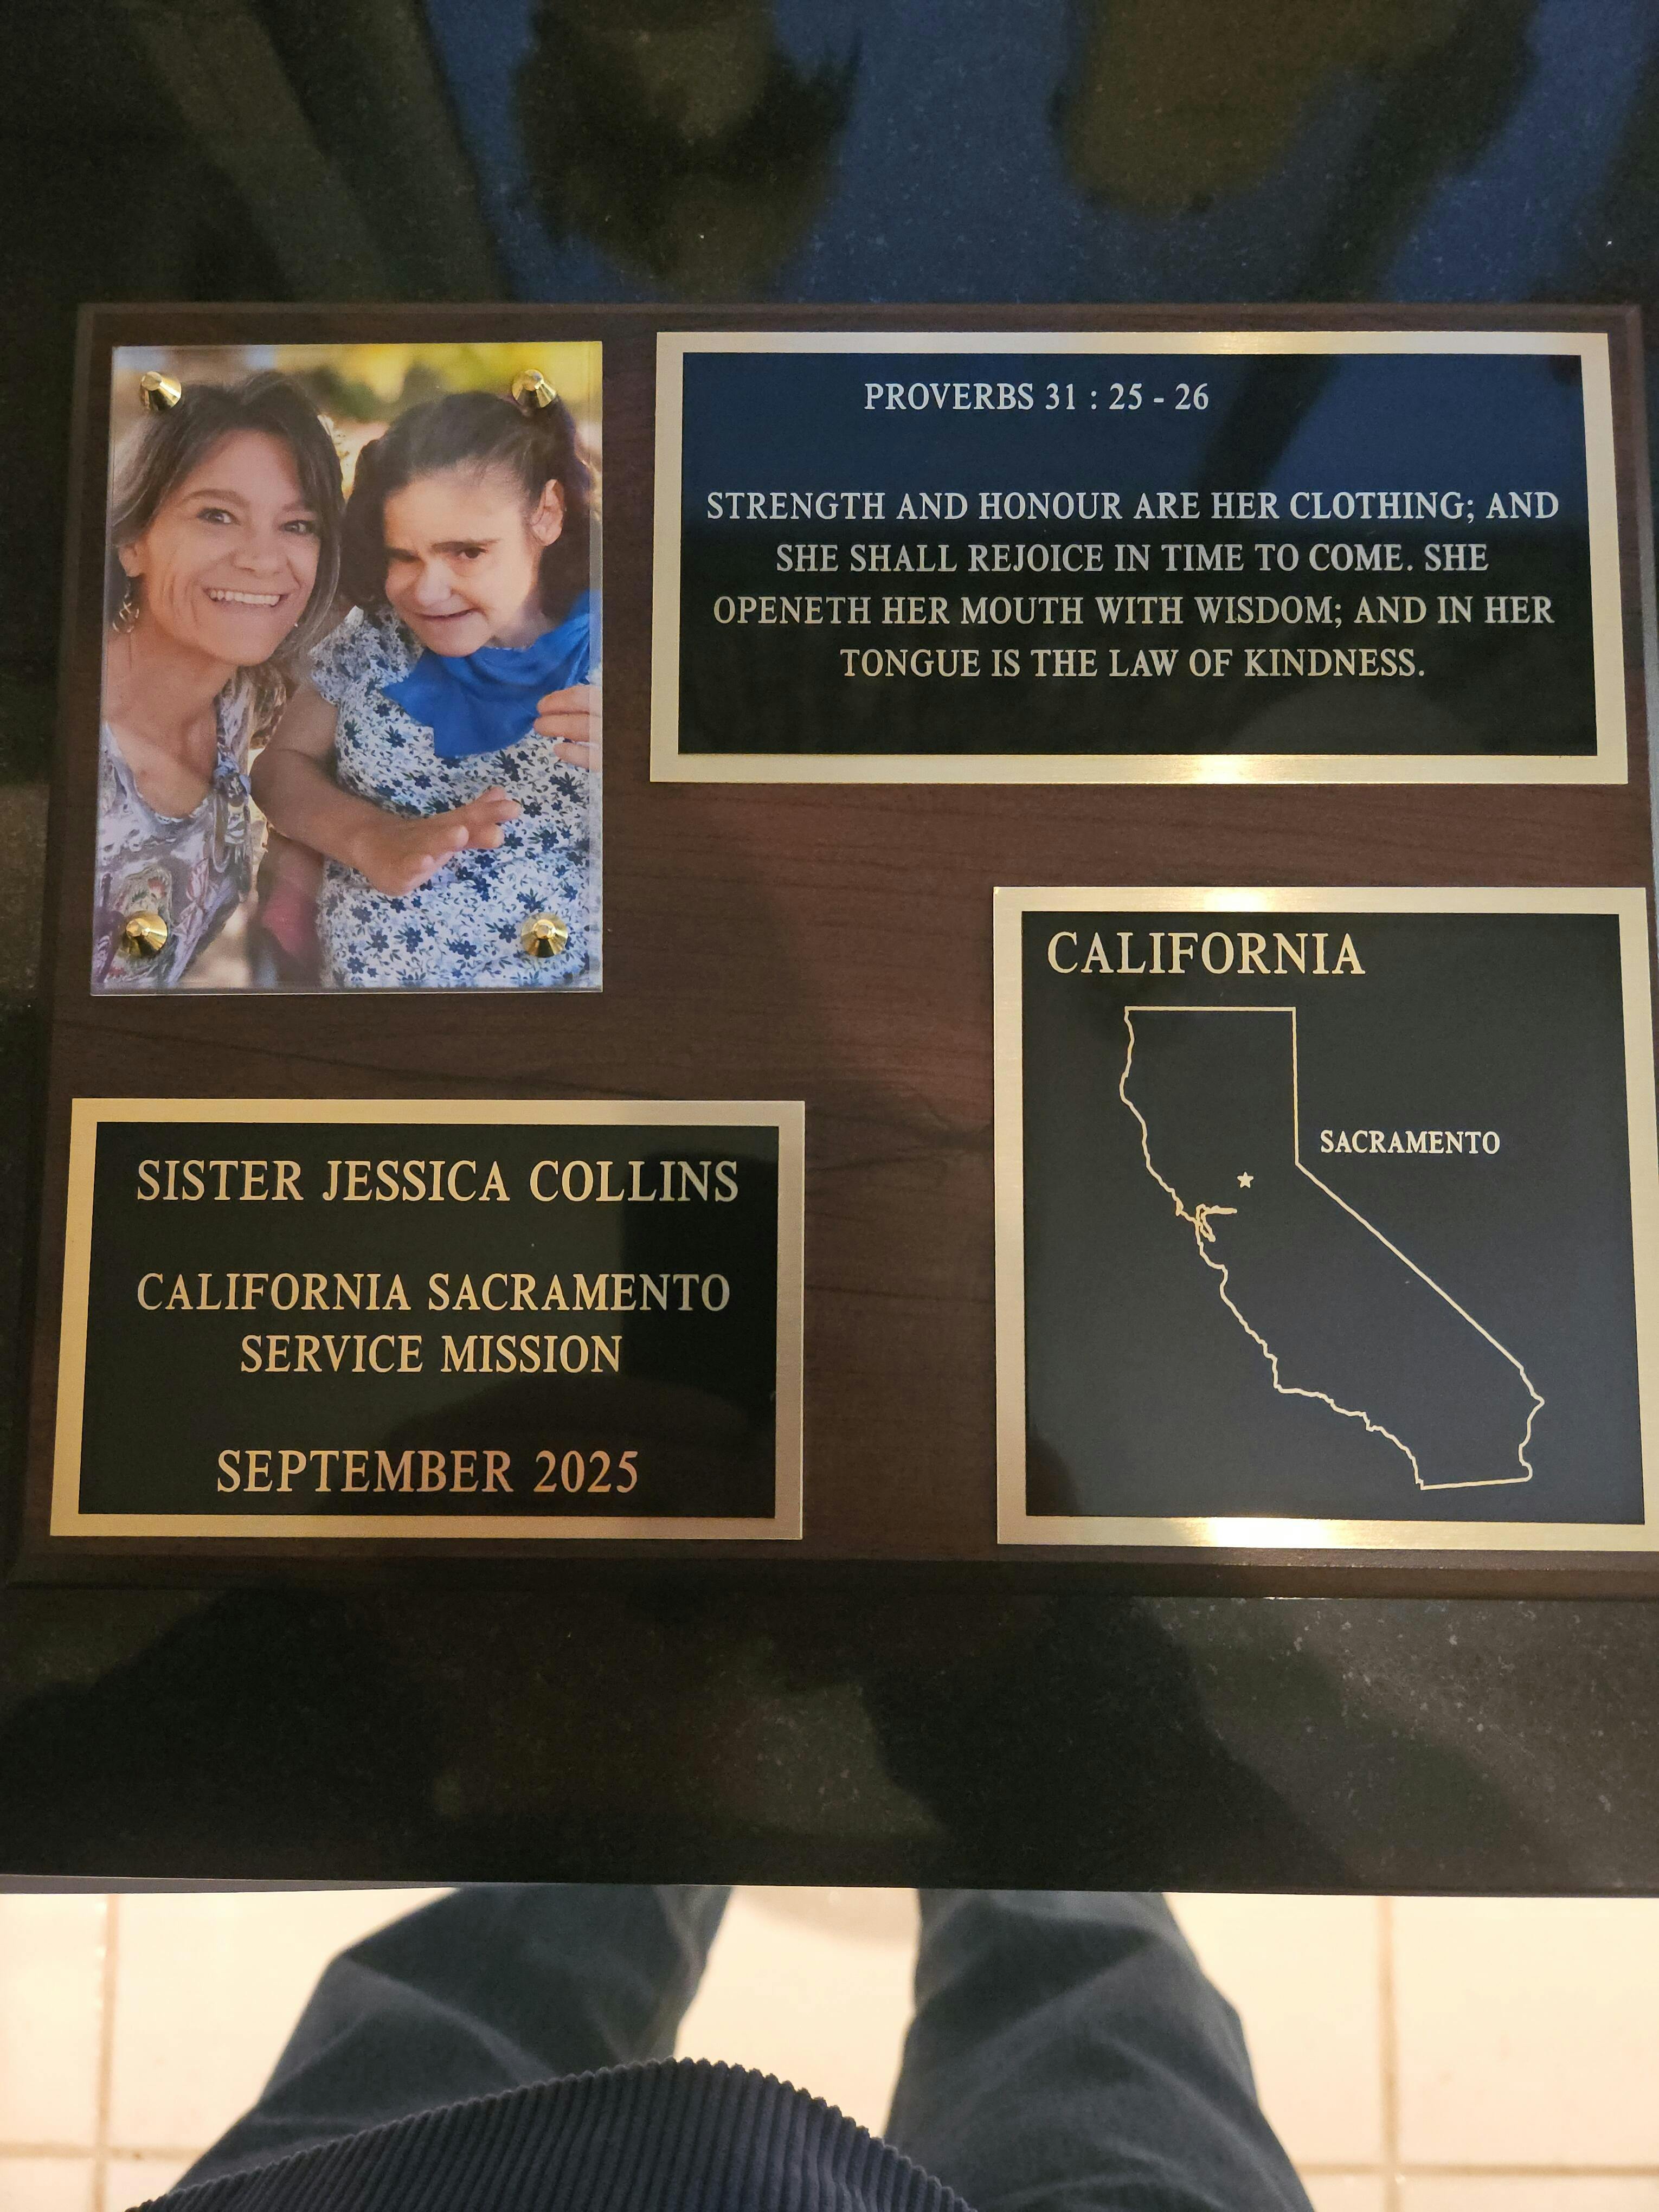 PROVERBS 31 : 25 - 26
STRENGTH AND HONOUR ARE HER CLOTHING; AND
SHE SHALL REJOICE IN TIME TO COME. SHE
OPENETH HER MOUTH WITH WISDOM; AND IN HER
TONGUE IS THE LAW OF KINDNESS.
SISTER JESSICA COLLINS
CALIFORNIA SACRAMENTO
SERVICE MISSION
SEPTEMBER 2025
CALIFORNIA
SACRAMENTO